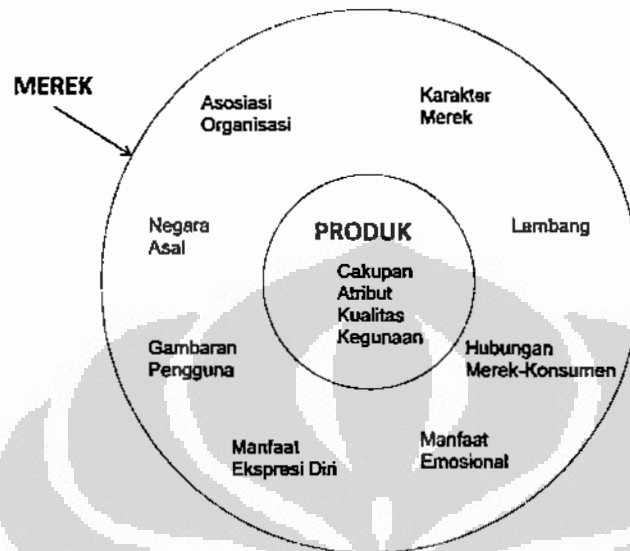 MEREK
Asosiasi
Organisasi
Karakter
Merek
Negara
Asal
PRODUK
Lambang
Cakupan
Atribut
Kualitas
Kegunaan
Gambaran
Pengguna
Hubungan
Merek-Konsumen
Manfaat
Ekspresi Diri
Manfaat
Emosional